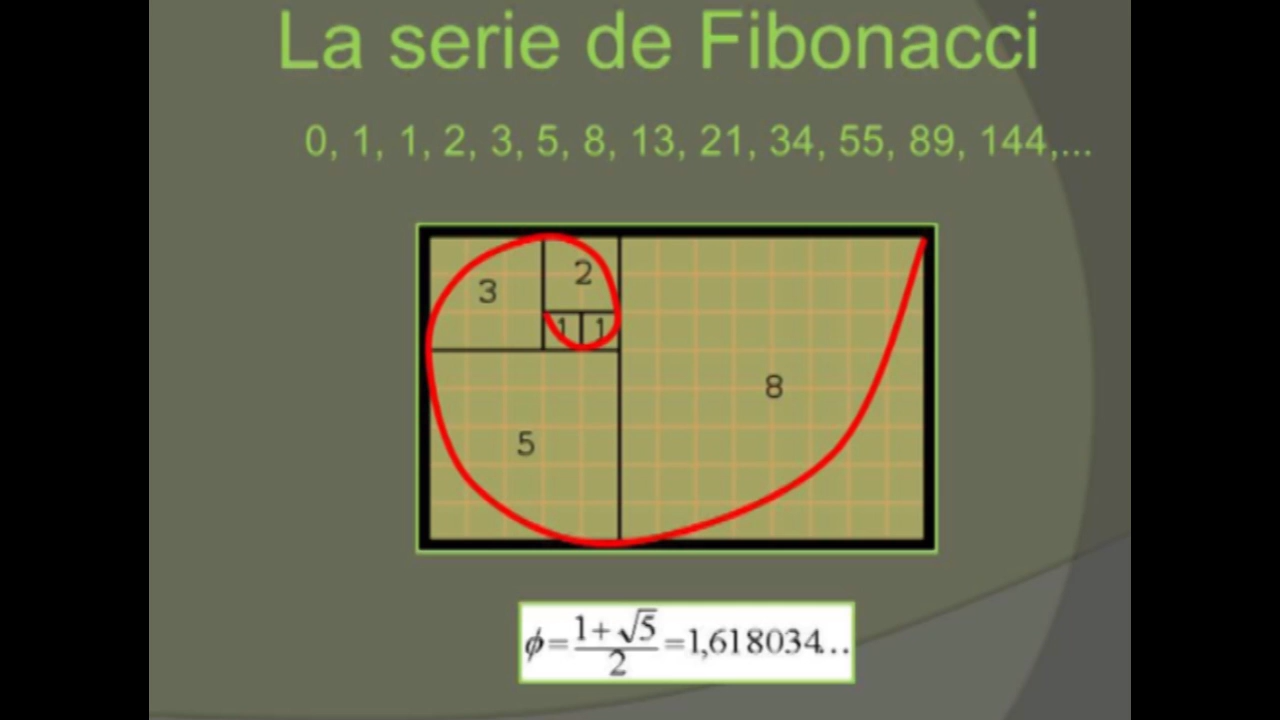 La serie de Fibonacci
0, 1, 1, 2, 3, 5, 8, 13, 21, 34, 55, 89, 144,...
2
3
1 1
8
5
ϕ=(1+√5)/2=1,618034...